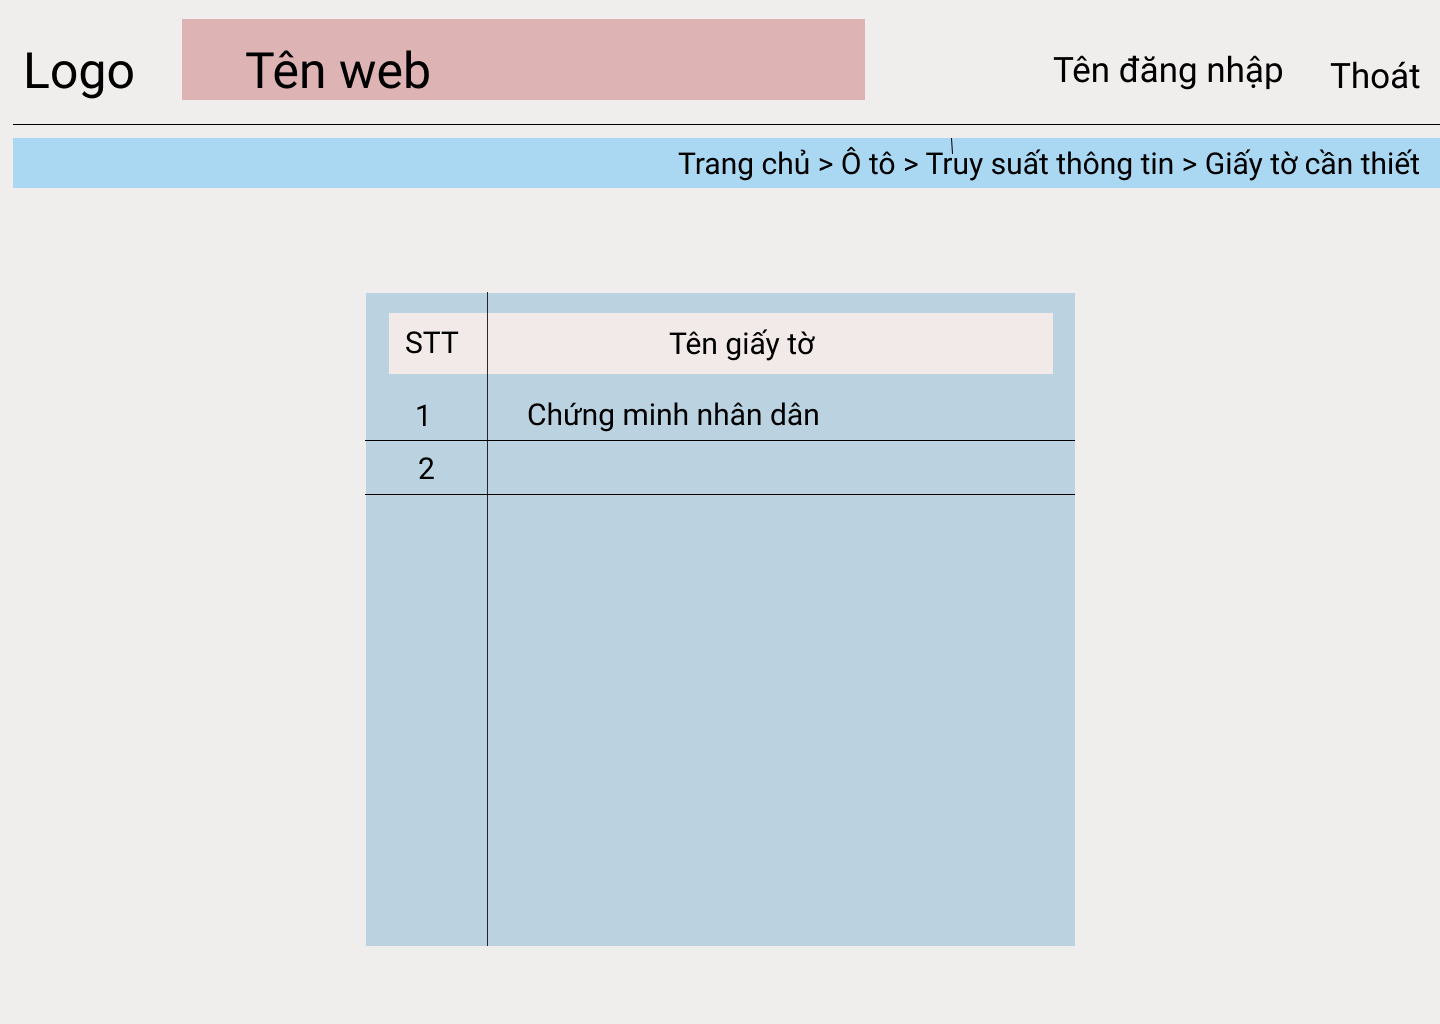 Logo
Tên web
Tên đăng nhập
Thoát
Trang chủ > Ô tô > Truy suất thông tin > Giấy tờ cần thiết
STT
Tên giấy tờ
1
Chứng minh nhân dân
2